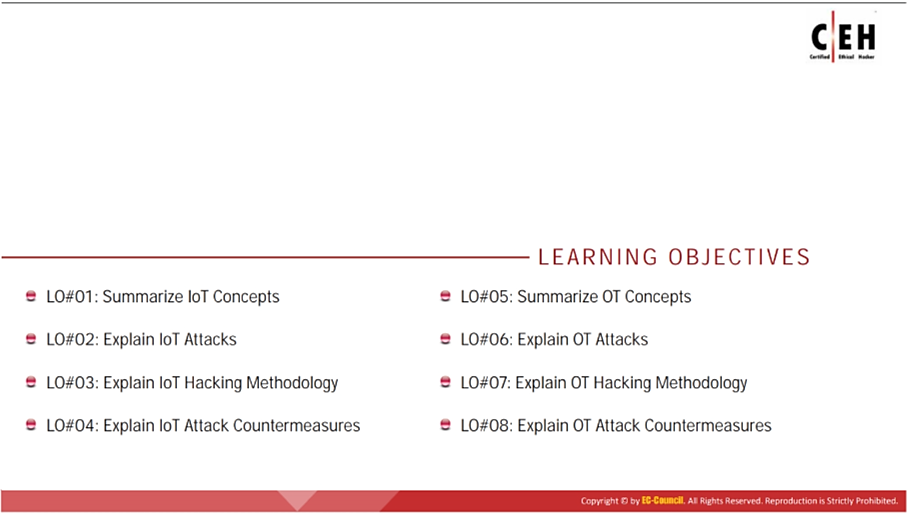 CEH
Certified Ethical Hacker
LEARNING OBJECTIVES
LO#01: Summarize IoT Concepts
LO#02: Explain IoT Attacks
LO#03: Explain IoT Hacking Methodology
LO#04: Explain IoT Attack Countermeasures
LO#05: Summarize OT Concepts
LO#06: Explain OT Attacks
LO#07: Explain OT Hacking Methodology
LO#08: Explain OT Attack Countermeasures
Copyright © by EC-Council. All Rights Reserved. Reproduction is Strictly Prohibited.